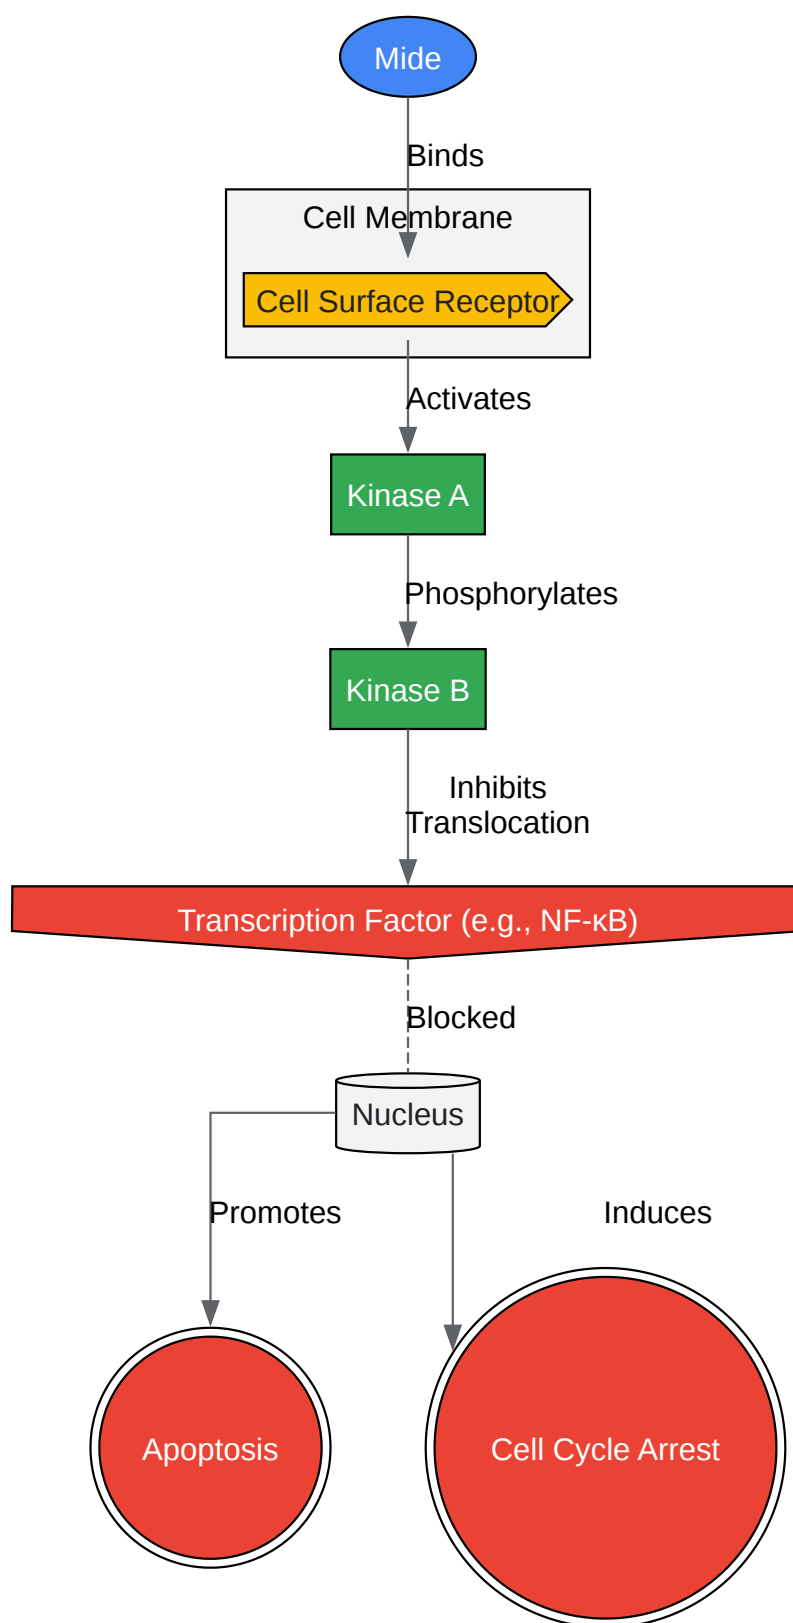 Mide
Binds
Cell Membrane
Cell Surface Receptor
Activates
Kinase A
Phosphorylates
Kinase B
Inhibits
Translocation
Transcription Factor (e.g., NF-κB)
Blocked
Nucleus
Promotes
Induces
Apoptosis
Cell Cycle Arrest